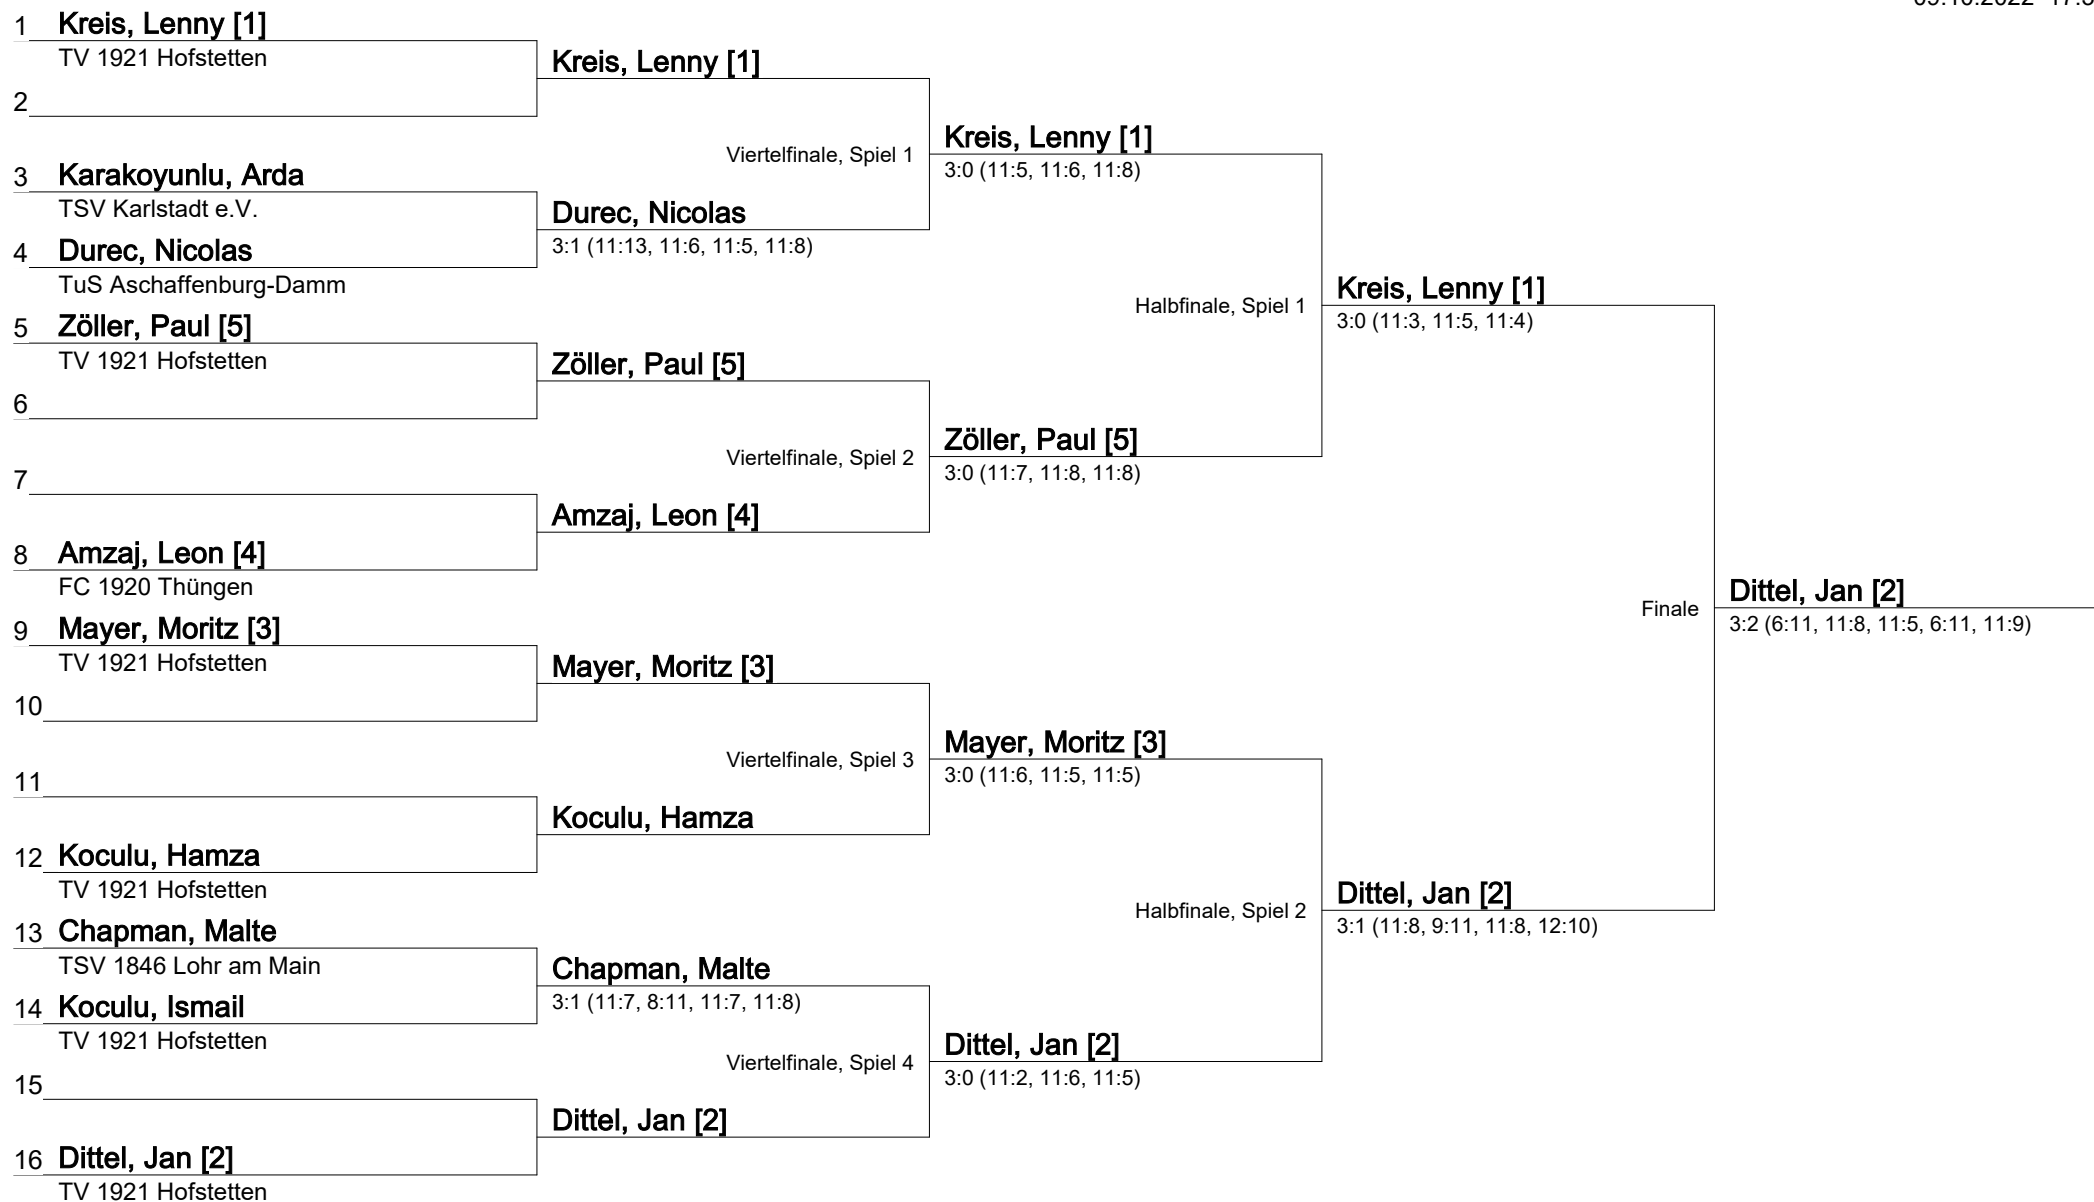 1 Kreis, Lenny [1]
TV 1921 Hofstetten
Kreis, Lenny [1]
2
Viertelfinale, Spiel 1
Kreis, Lenny [1]
3:0 (11:5, 11:6, 11:8)
3 Karakoyunlu, Arda
TSV Karlstadt e.V.
Durec, Nicolas
3:1 (11:13, 11:6, 11:5, 11:8)
4 Durec, Nicolas
TuS Aschaffenburg-Damm
Halbfinale, Spiel 1
Kreis, Lenny [1]
3:0 (11:3, 11:5, 11:4)
5 Zöller, Paul [5]
TV 1921 Hofstetten
Zöller, Paul [5]
6
Viertelfinale, Spiel 2
Zöller, Paul [5]
3:0 (11:7, 11:8, 11:8)
7
Amzaj, Leon [4]
8 Amzaj, Leon [4]
FC 1920 Thüngen
Finale
Dittel, Jan [2]
3:2 (6:11, 11:8, 11:5, 6:11, 11:9)
9 Mayer, Moritz [3]
TV 1921 Hofstetten
Mayer, Moritz [3]
10
Viertelfinale, Spiel 3
Mayer, Moritz [3]
3:0 (11:6, 11:5, 11:5)
11
Koculu, Hamza
12 Koculu, Hamza
TV 1921 Hofstetten
Halbfinale, Spiel 2
Dittel, Jan [2]
3:1 (11:8, 9:11, 11:8, 12:10)
13 Chapman, Malte
TSV 1846 Lohr am Main
Chapman, Malte
3:1 (11:7, 8:11, 11:7, 11:8)
14 Koculu, Ismail
TV 1921 Hofstetten
Viertelfinale, Spiel 4
Dittel, Jan [2]
3:0 (11:2, 11:6, 11:5)
15
Dittel, Jan [2]
16 Dittel, Jan [2]
TV 1921 Hofstetten